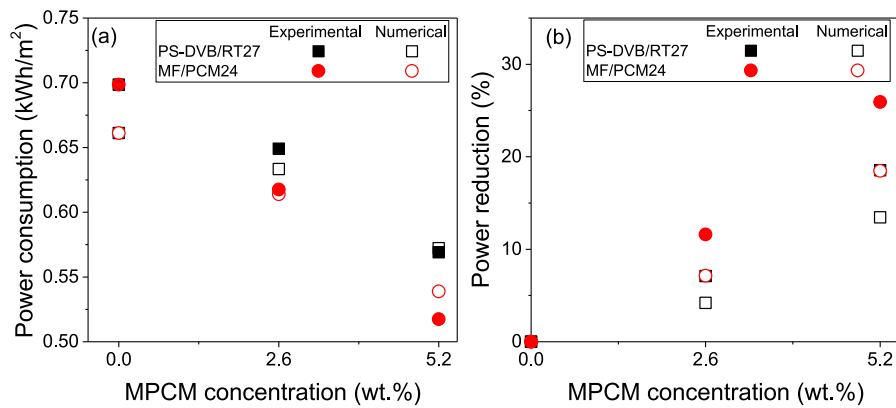 (a)
Experimental Numerical
PS-DVB/RT27
MF/PCM24
0.75
0.70
0.65
0.60
0.55
0.50
Power consumption (kWh/m²)
0.0 2.6 5.2
MPCM concentration (wt.%)
(b)
Experimental Numerical
PS-DVB/RT27
MF/PCM24
30
20
10
0
Power reduction (%)
0.0 2.6 5.2
MPCM concentration (wt.%)